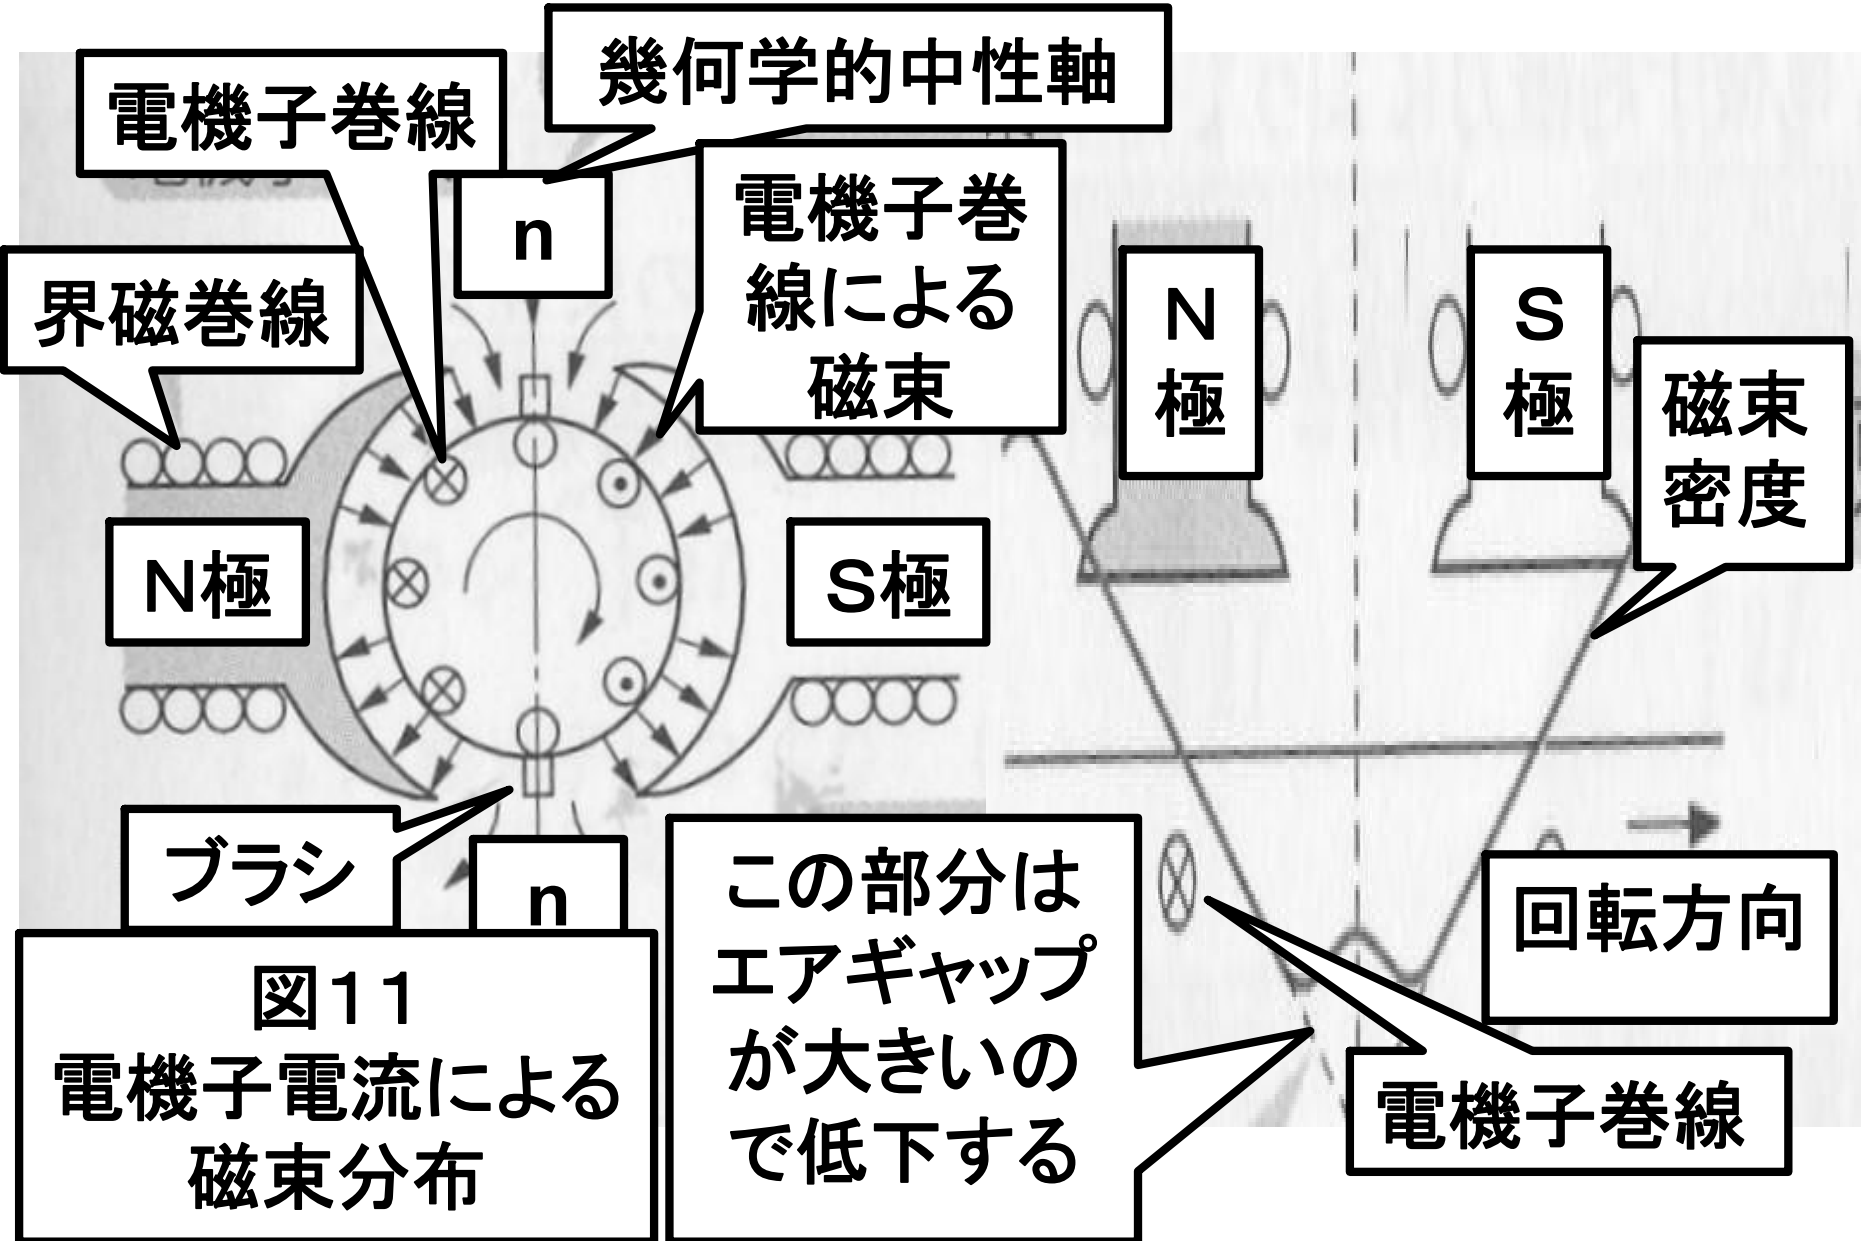 幾何学的中性軸
電機子巻線
n
電機子巻
線による
磁束
界磁巻線
N極
S極
N
極
S
極
磁束
密度
ブラシ
n
図11
電機子電流による
磁束分布
この部分は
エアギャップ
が大きいの
で低下する
回転方向
電機子巻線